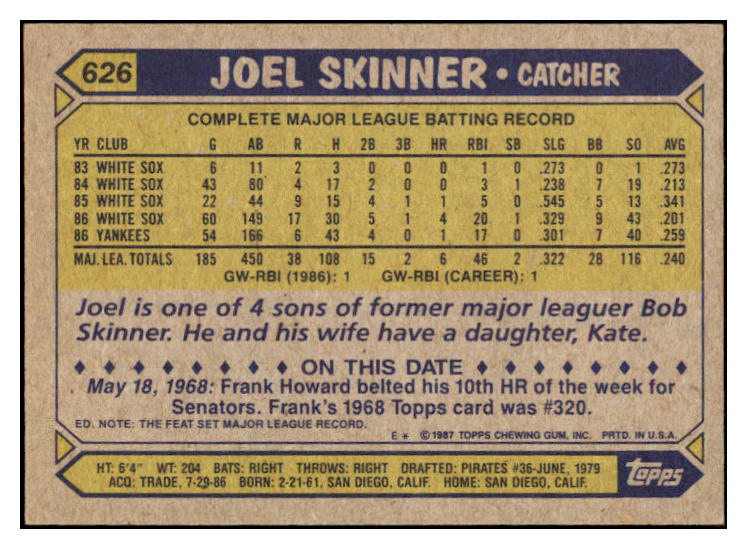 626 JOEL SKINNER • CATCHER
COMPLETE MAJOR LEAGUE BATTING RECORD
YR CLUB G AB R H 2B 3B HR RBI SB SLG BB SO AVG
83 WHITE SOX 6 11 2 3 0 0 0 1 0 .273 0 1 .273
84 WHITE SOX 43 80 4 17 2 0 0 3 1 .238 7 19 .213
85 WHITE SOX 22 44 9 15 4 1 1 5 0 .545 5 13 .341
86 WHITE SOX 60 149 17 30 5 1 4 20 1 .329 9 43 .201
86 YANKEES 54 166 6 43 4 0 1 17 0 .301 7 40 .259
MAJ. LEA. TOTALS 185 450 38 108 15 2 6 46 2 .322 28 116 .240
GW-RBI (1986): 1 GW-RBI (CAREER): 1
Joel is one of 4 sons of former major leaguer Bob
Skinner. He and his wife have a daughter, Kate.
♦ ♦ ♦ ♦ ♦ ♦ ♦ ♦ ON THIS DATE ♦ ♦ ♦ ♦ ♦ ♦ ♦ ♦
May 18, 1968: Frank Howard belted his 10th HR of the week for
Senators. Frank's 1968 Topps card was #320.
ED. NOTE: THE FEAT SET MAJOR LEAGUE RECORD.
E * © 1987 TOPPS CHEWING GUM, INC. PRTD. IN U.S.A.
HT: 6'4" WT: 204 BATS: RIGHT THROWS: RIGHT DRAFTED: PIRATES #36-JUNE, 1979
ACQ: TRADE, 7-29-86 BORN: 2-21-61, SAN DIEGO, CALIF. HOME: SAN DIEGO, CALIF.
topps